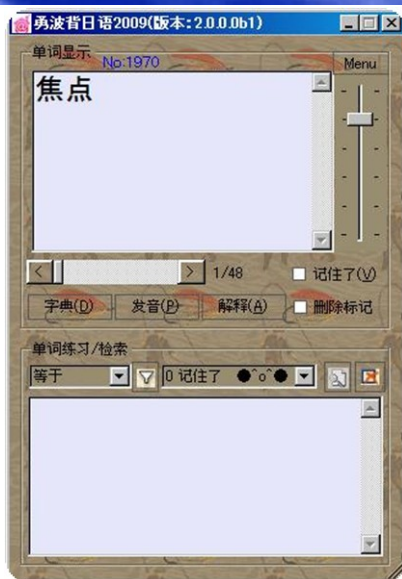 勇波背日语2009(版本:2.0.0.0b1)
单词显示
No:1970
Menu
焦点
1/48
记住了(V)
字典(D)
发音(P)
解释(A)
删除标记
单词练习/检索
等于
0 记住了 ●^o^●